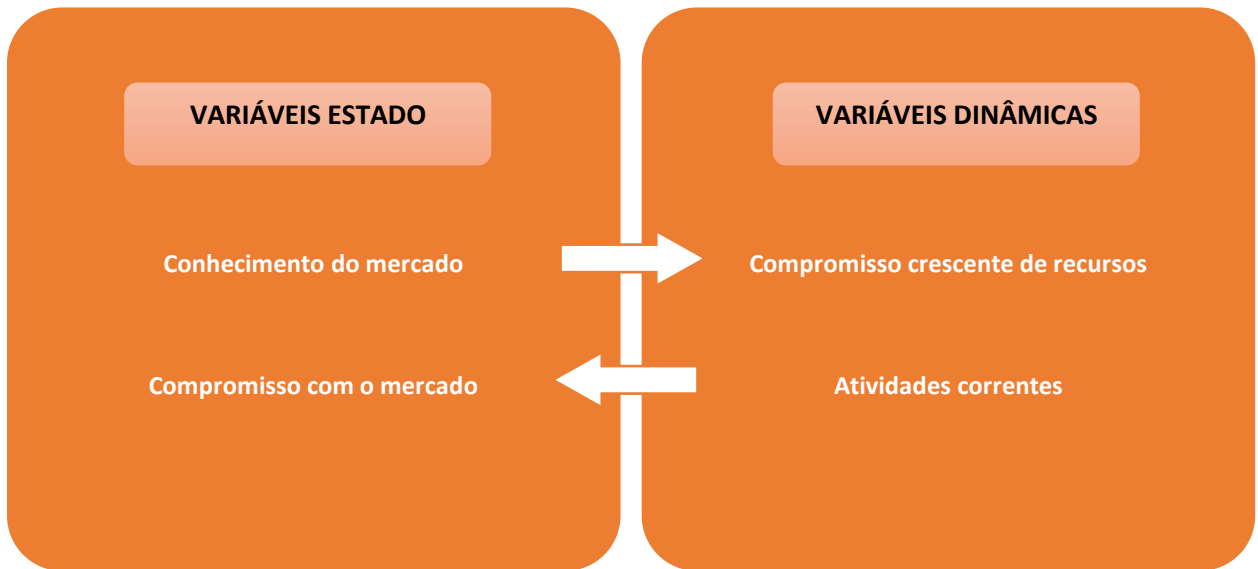 VARIÁVEIS ESTADO
Conhecimento do mercado
Compromisso com o mercado
VARIÁVEIS DINÂMICAS
Compromisso crescente de recursos
Atividades correntes